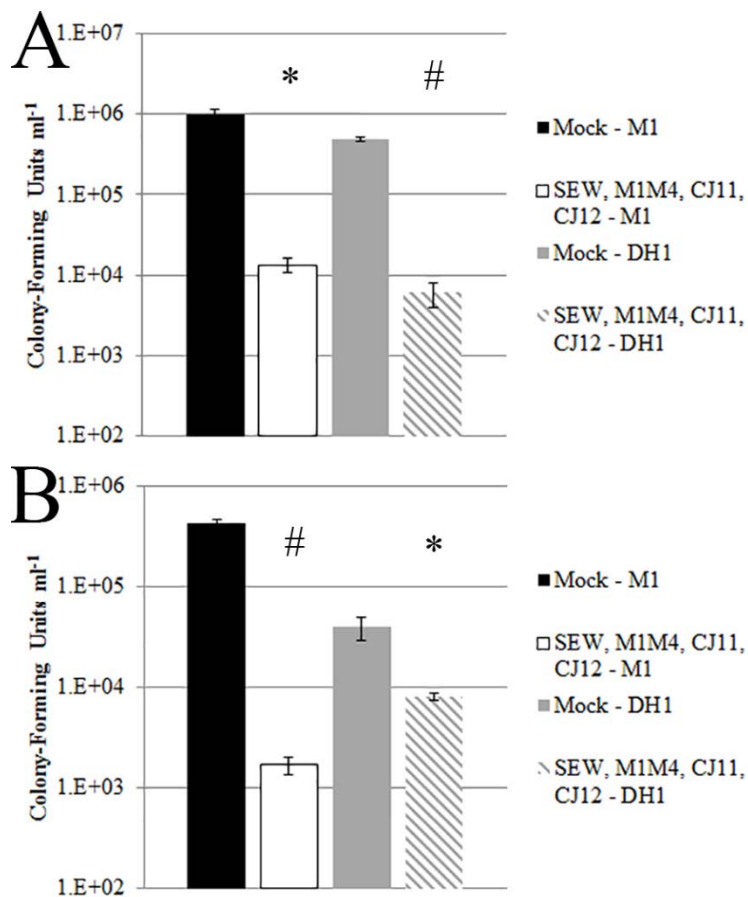 A
1.E+07
1.E+06
1.E+05
1.E+04
1.E+03
1.E+02
Colony-Forming Units ml-1
*
#
Mock - M1
SEW, M1M4, CJ11,
CJ12 - M1
Mock - DH1
SEW, M1M4, CJ11,
CJ12 - DH1
B
1.E+06
1.E+05
1.E+04
1.E+03
1.E+02
Colony-Forming Units ml-1
#
*
Mock - M1
SEW, M1M4, CJ11,
CJ12 - M1
Mock - DH1
SEW, M1M4, CJ11,
CJ12 - DH1